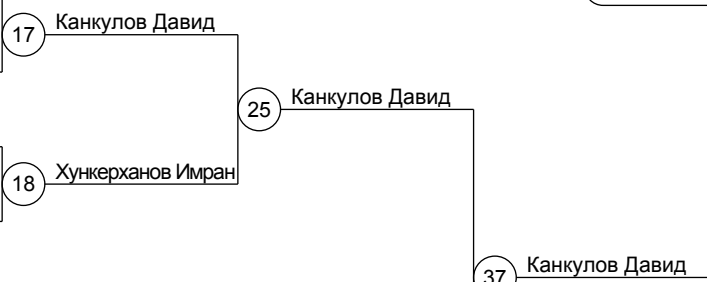 17 Канкулов Давид
25 Канкулов Давид
18 Хункерханов Имран
37 Канкулов Давид